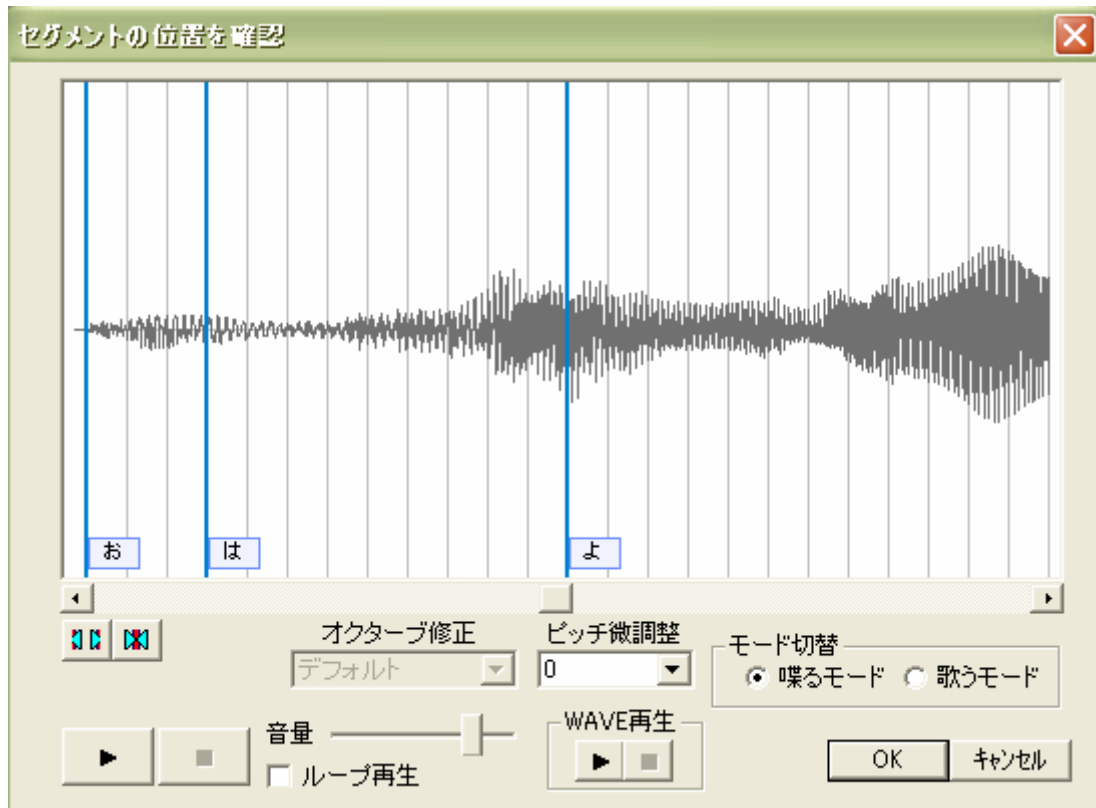 セグメントの位置を確認
お は よ
オクターブ修正 ピッチ微調整
モード切替
デフォルト 0
喋るモード 歌うモード
WAVE再生
音量
ループ再生
OK キャンセル